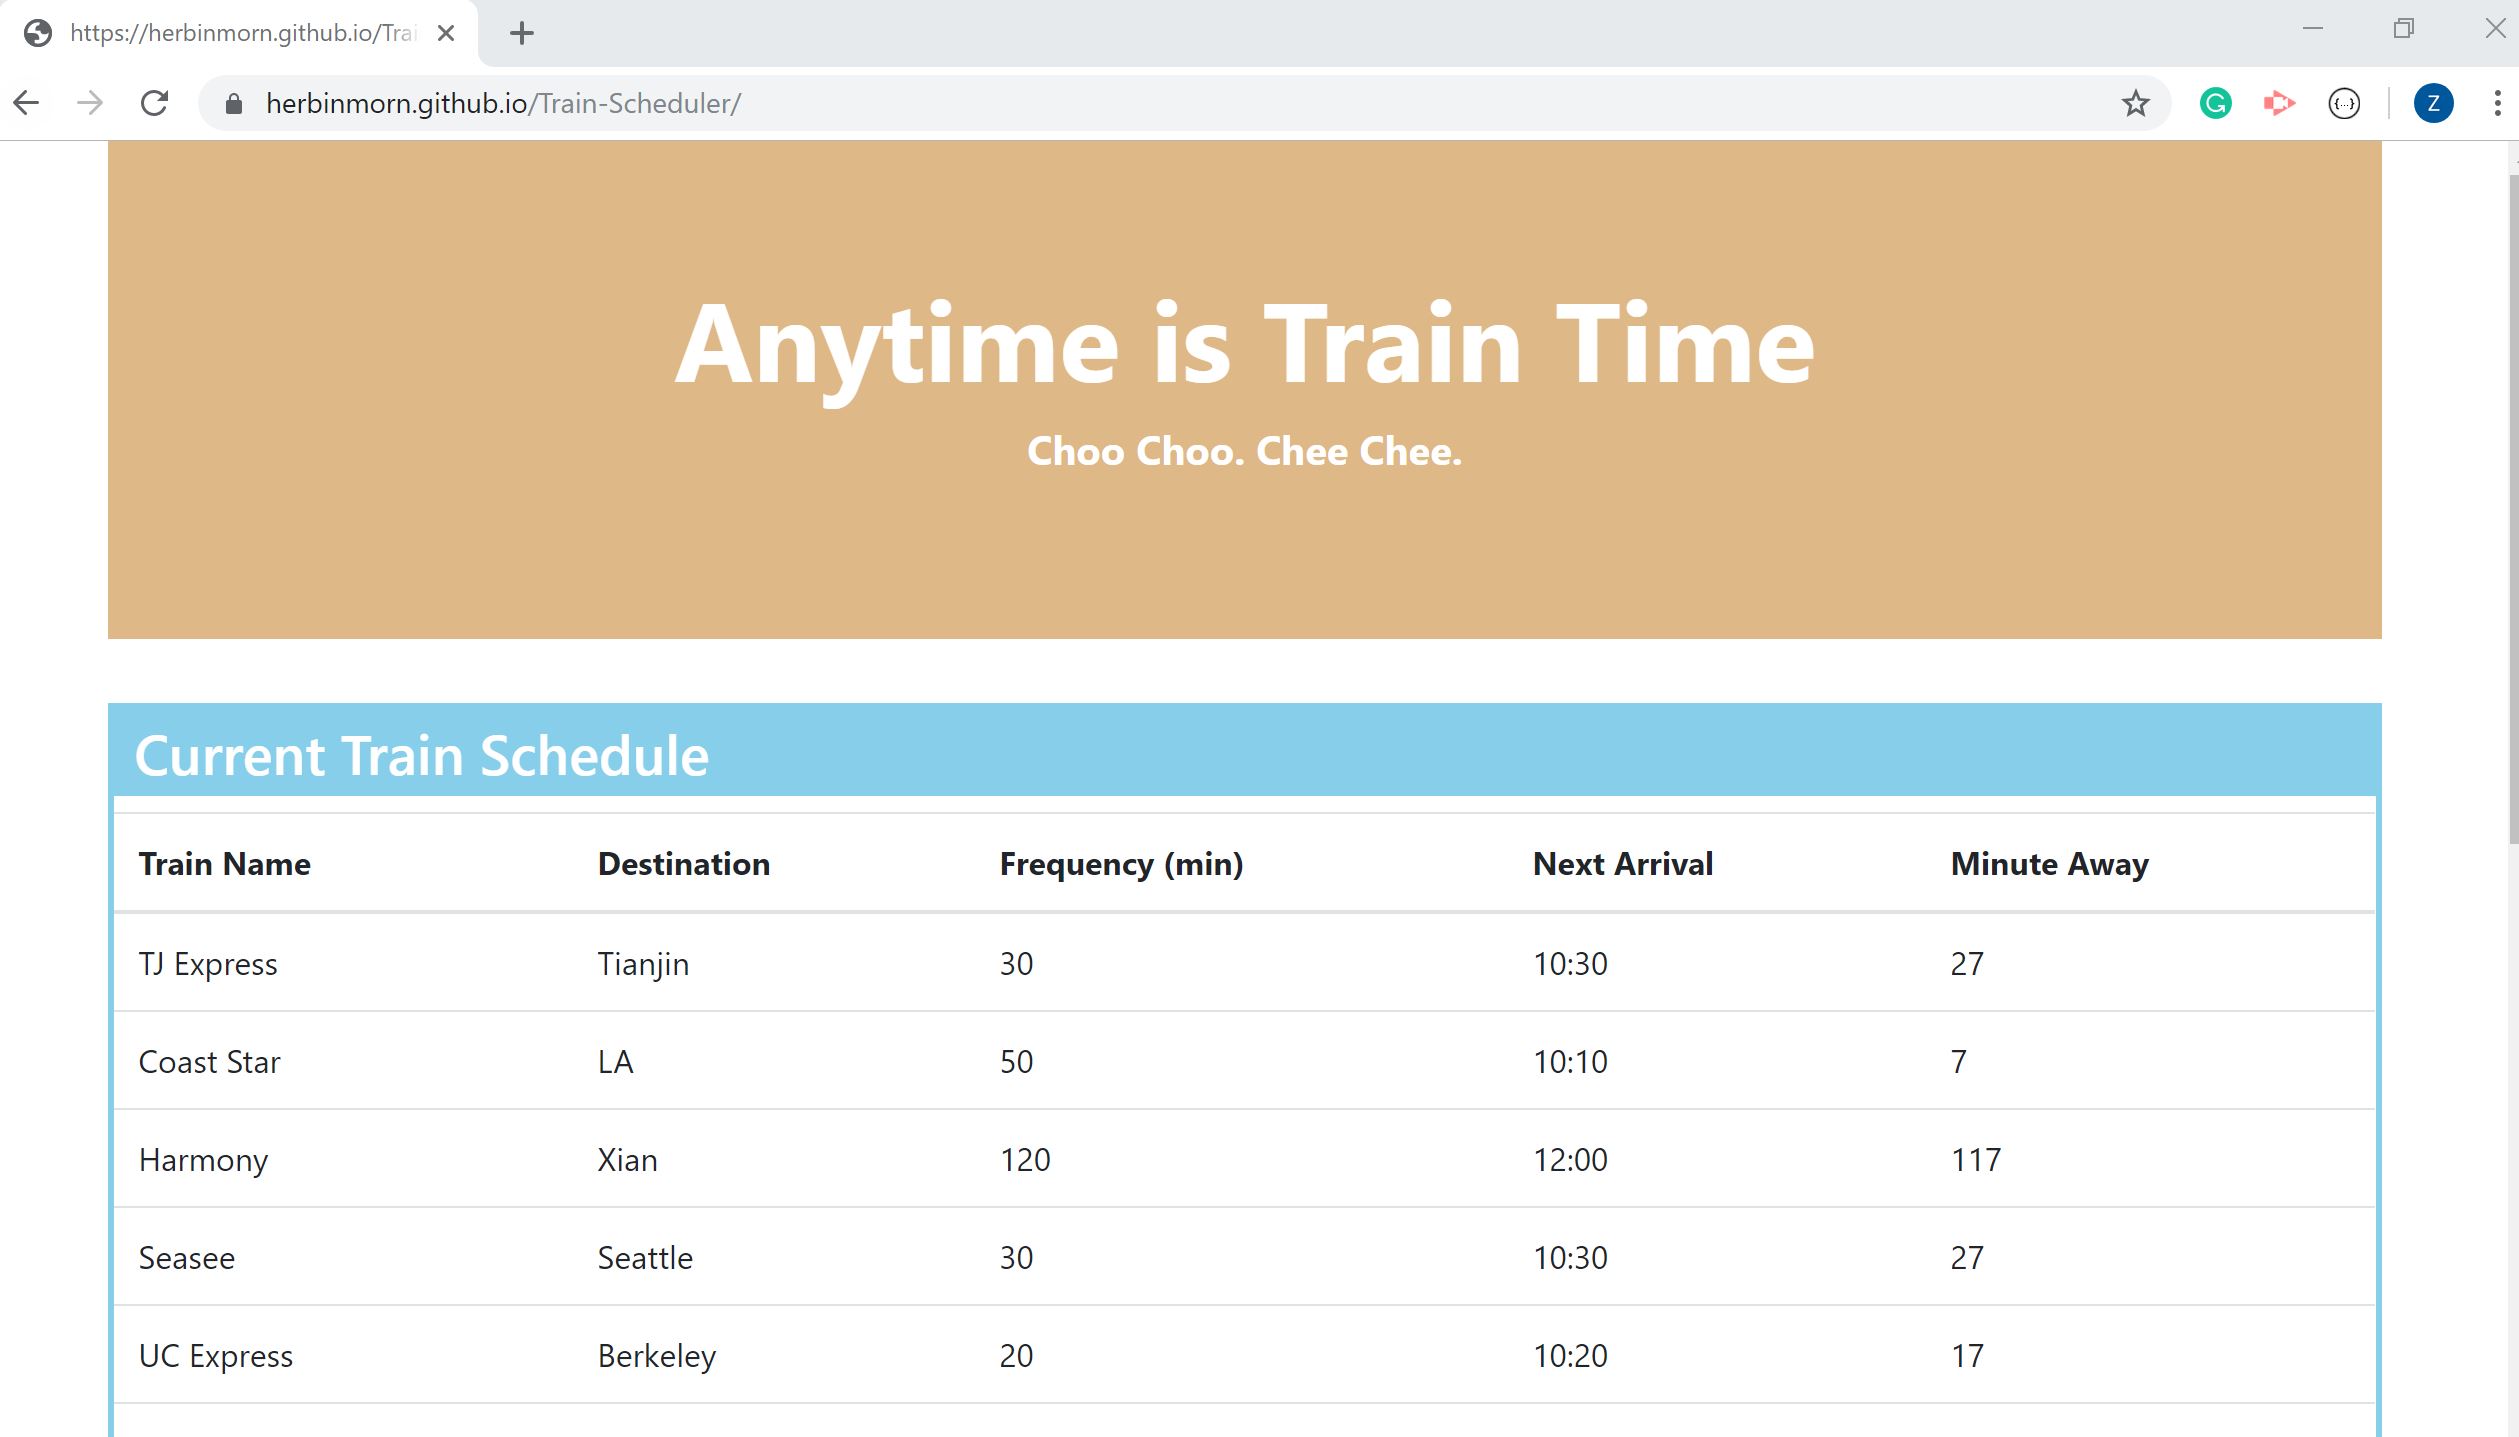 https://herbinmorn.github.io/Trai
herbinmorn.github.io/Train-Scheduler/
Z
Anytime is Train Time
Choo Choo. Chee Chee.
Current Train Schedule
Train Name Destination Frequency (min) Next Arrival Minute Away
TJ Express Tianjin 30 10:30 27
Coast Star LA 50 10:10 7
Harmony Xian 120 12:00 117
Seasee Seattle 30 10:30 27
UC Express Berkeley 20 10:20 17